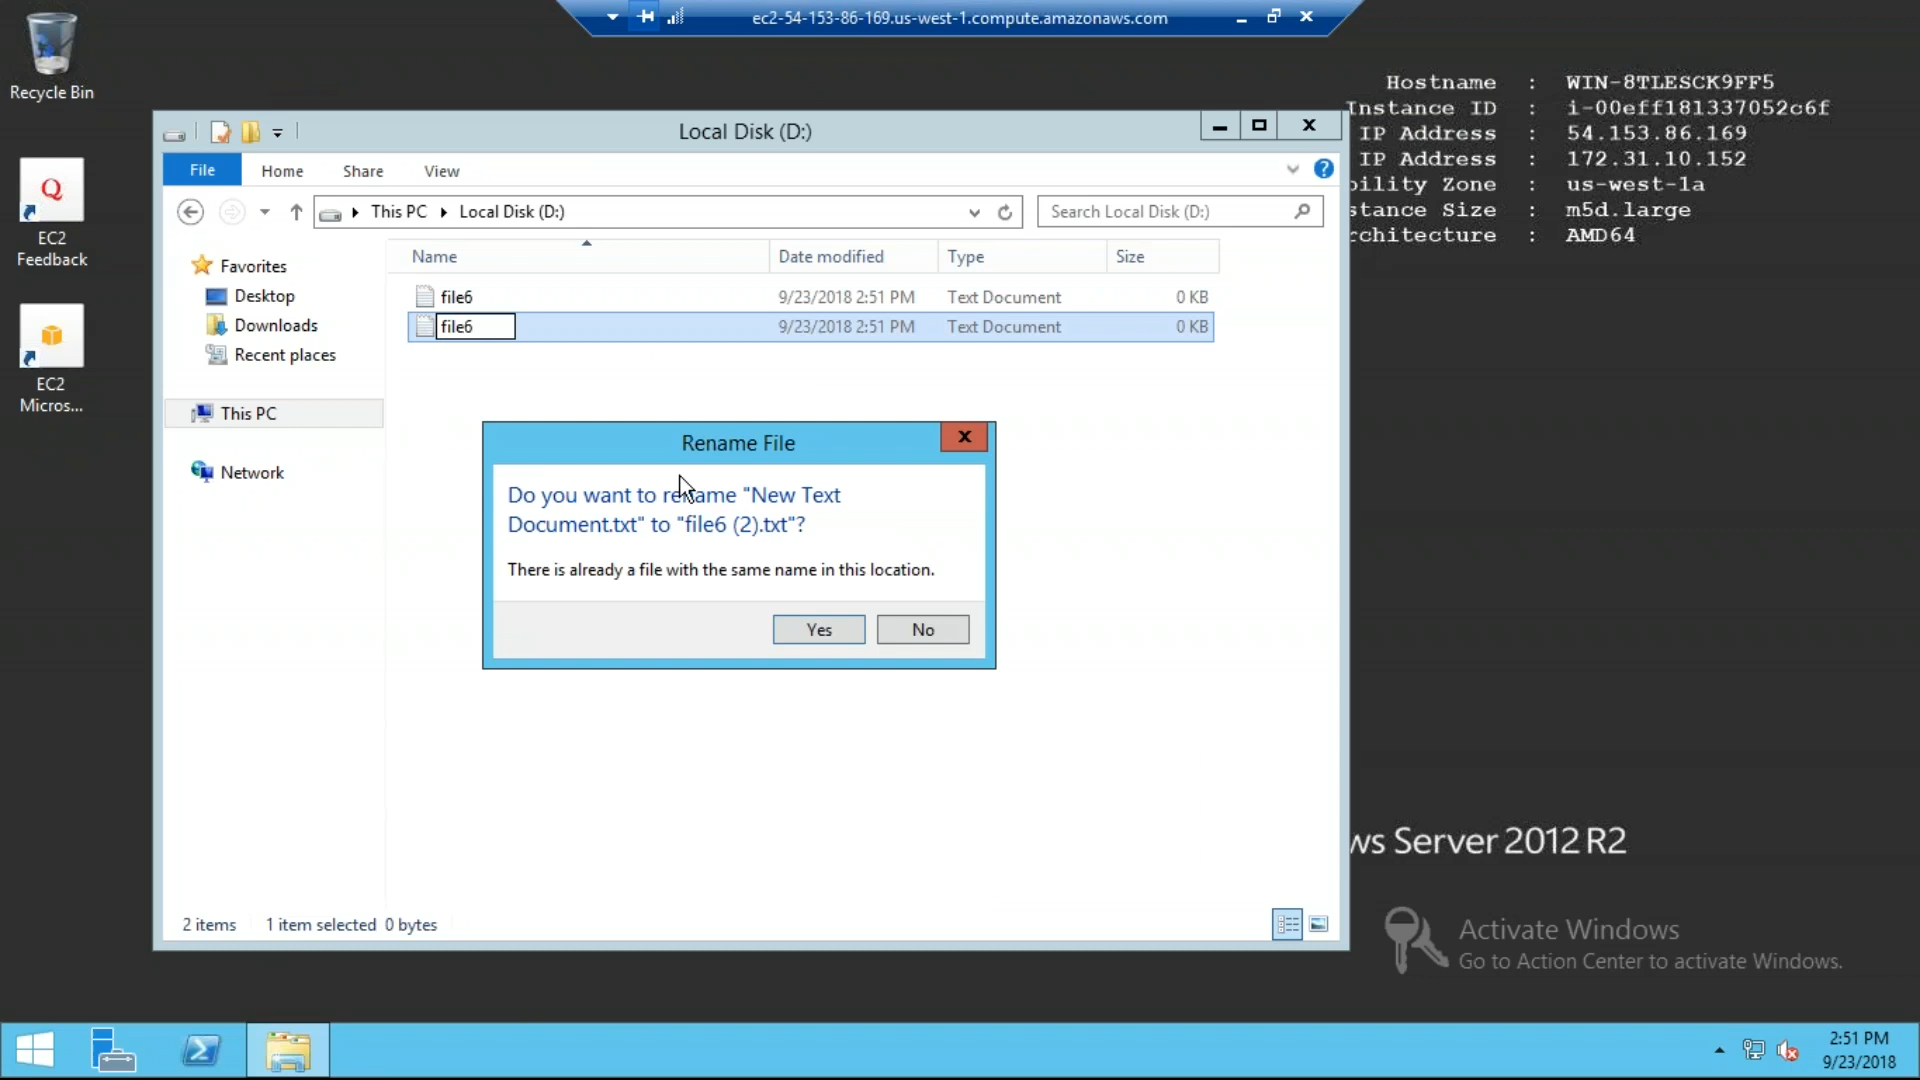 ec2-54-153-86-169.us-west-1.compute.amazonaws.com
Recycle Bin
EC2
Feedback
EC2
Micros...
Hostname : WIN-8TLESCK9FF5
Instance ID : i-00eff181337052c6f
IP Address : 54.153.86.169
IP Address : 172.31.10.152
bility Zone : us-west-1a
stance Size : m5d.large
rchitecture : AMD64
Local Disk (D:)
File Home Share View
This PC Local Disk (D:)
Search Local Disk (D:)
Favorites
Desktop
Downloads
Recent places
This PC
Network
Name Date modified Type Size
file6 9/23/2018 2:51 PM Text Document 0 KB
file6 9/23/2018 2:51 PM Text Document 0 KB
Rename File
Do you want to rename "New Text
Document.txt" to "file6 (2).txt"?
There is already a file with the same name in this location.
Yes No
2 items 1 item selected 0 bytes
ws Server 2012 R2
Activate Windows
Go to Action Center to activate Windows.
2:51 PM
9/23/2018